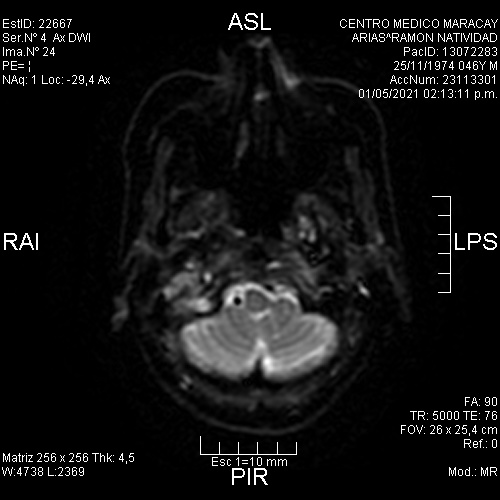 EstID: 22667
Ser.Nº 4 Ax DWI
Ima.Nº 24
PE= ¦
NAq: 1 Loc: -29,4 Ax
ASL
CENTRO MEDICO MARACAY
ARIAS^RAMON NATIVIDAD
PacID: 13072283
25/11/1974 046Y M
AccNum: 23113301
01/05/2021 02:13:11 p.m.
RAI
LPS
FA: 90
TR: 5000 TE: 76
FOV: 26 x 25,4 cm
Ref.: 0
Mod.: MR
Matriz 256 x 256 Thk: 4,5
W:4738 L:2369
Esc 1=10 mm
PIR